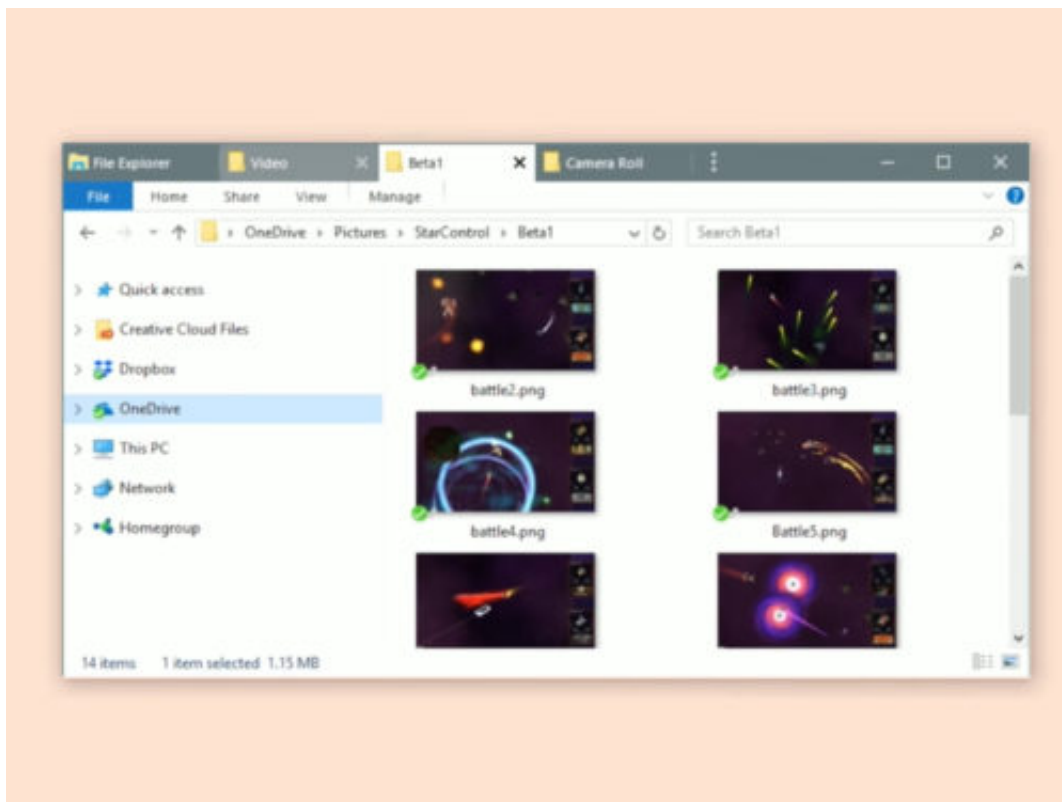 File Explorer Video Beta1 Camera Roll
File Home Share View Manage
OneDrive Pictures StarControl Beta1 Search Beta1
Quick access
Creative Cloud Files
Dropbox
OneDrive
This PC
Network
Homegroup
battle2.png battle3.png
battle4.png Battle5.png
14 items 1 item selected 1.15 MB